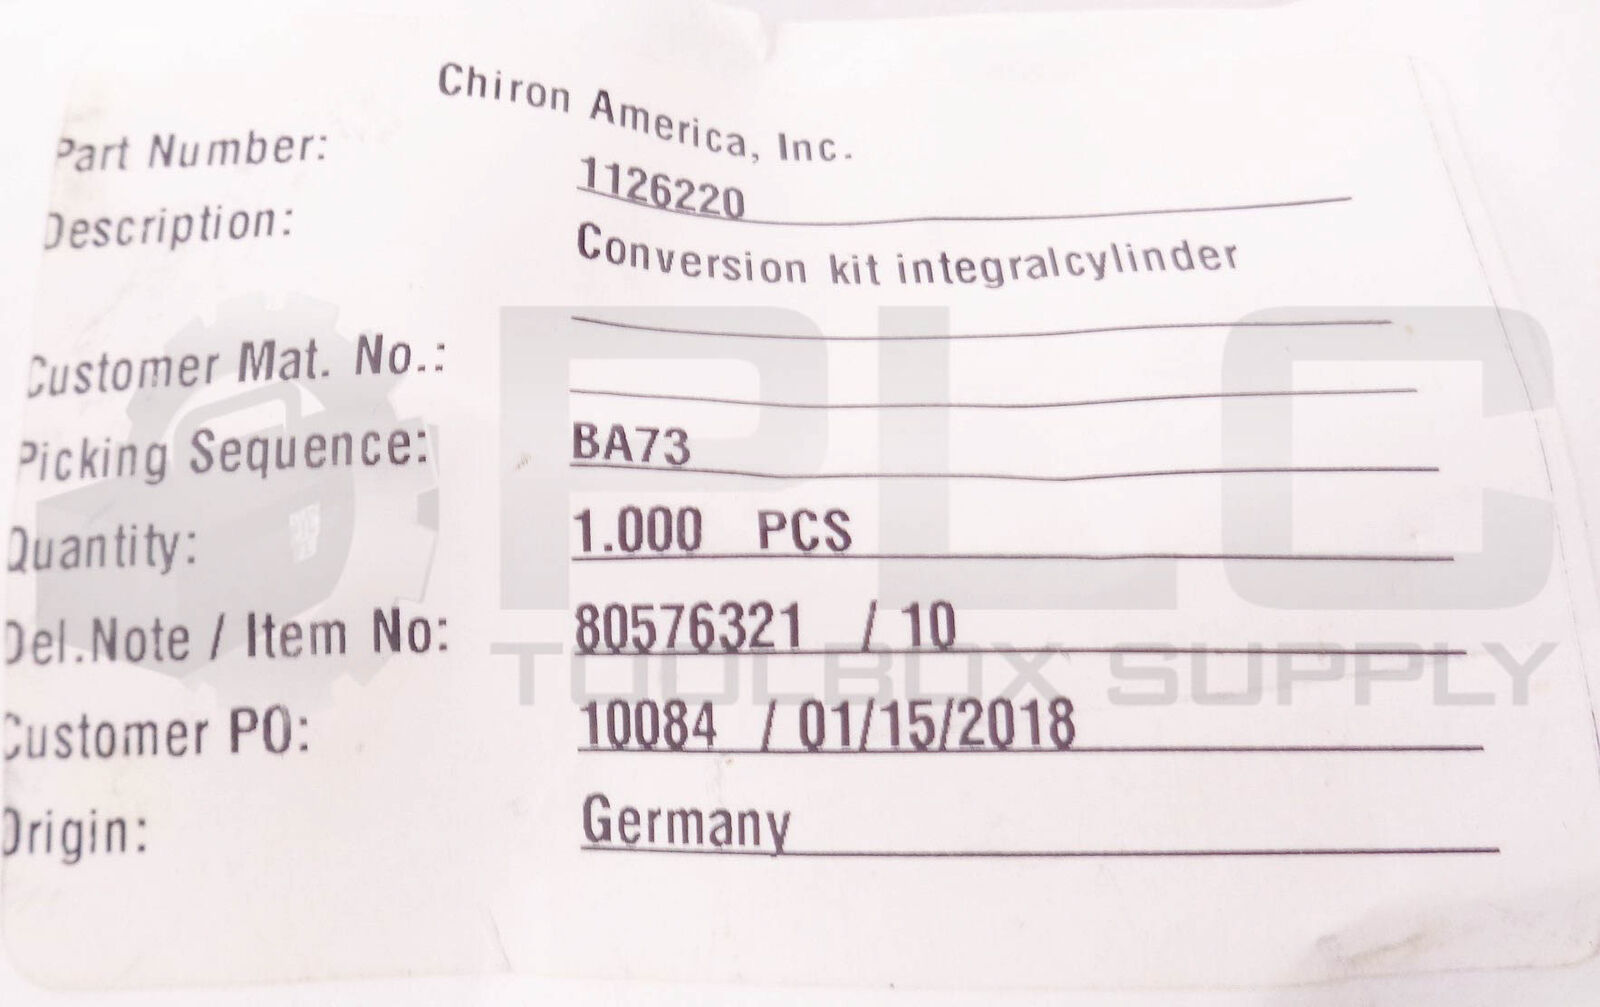 Chiron America, Inc.
Part Number: 1126220
Description: Conversion kit integralcylinder
Customer Mat. No.:
Picking Sequence: BA73
Quantity: 1.000 PCS
Del.Note / Item No: 80576321 / 10
Customer PO: 10084 / 01/15/2018
Origin: Germany
PLC
TOOLBOX SUPPLY